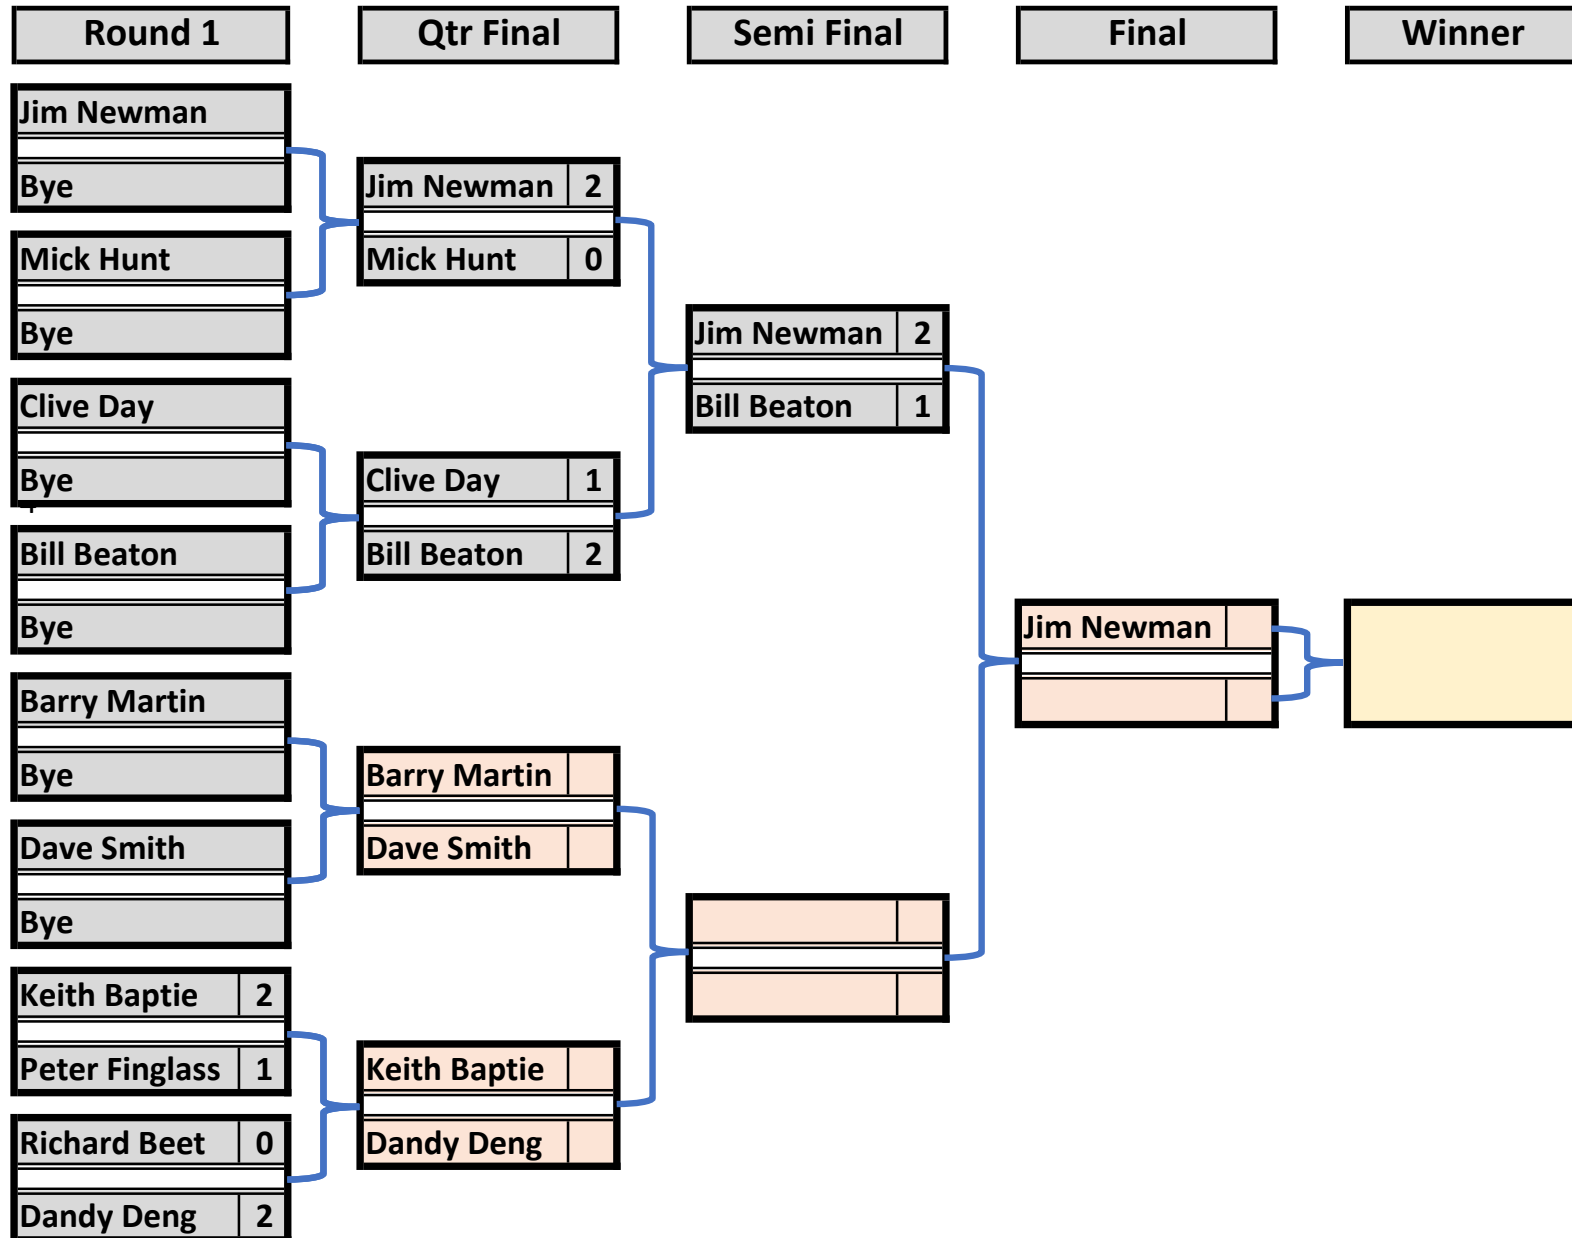 Round 1
Qtr Final
Semi Final
Final
Winner
Jim Newman
Bye
Mick Hunt
Bye
Clive Day
Bye
Bill Beaton
Bye
Barry Martin
Bye
Dave Smith
Bye
Keith Baptie 2
Peter Finglass 1
Richard Beet 0
Dandy Deng 2
Jim Newman 2
Mick Hunt 0
Clive Day 1
Bill Beaton 2
Barry Martin
Dave Smith
Keith Baptie
Dandy Deng
Jim Newman 2
Bill Beaton 1
Jim Newman